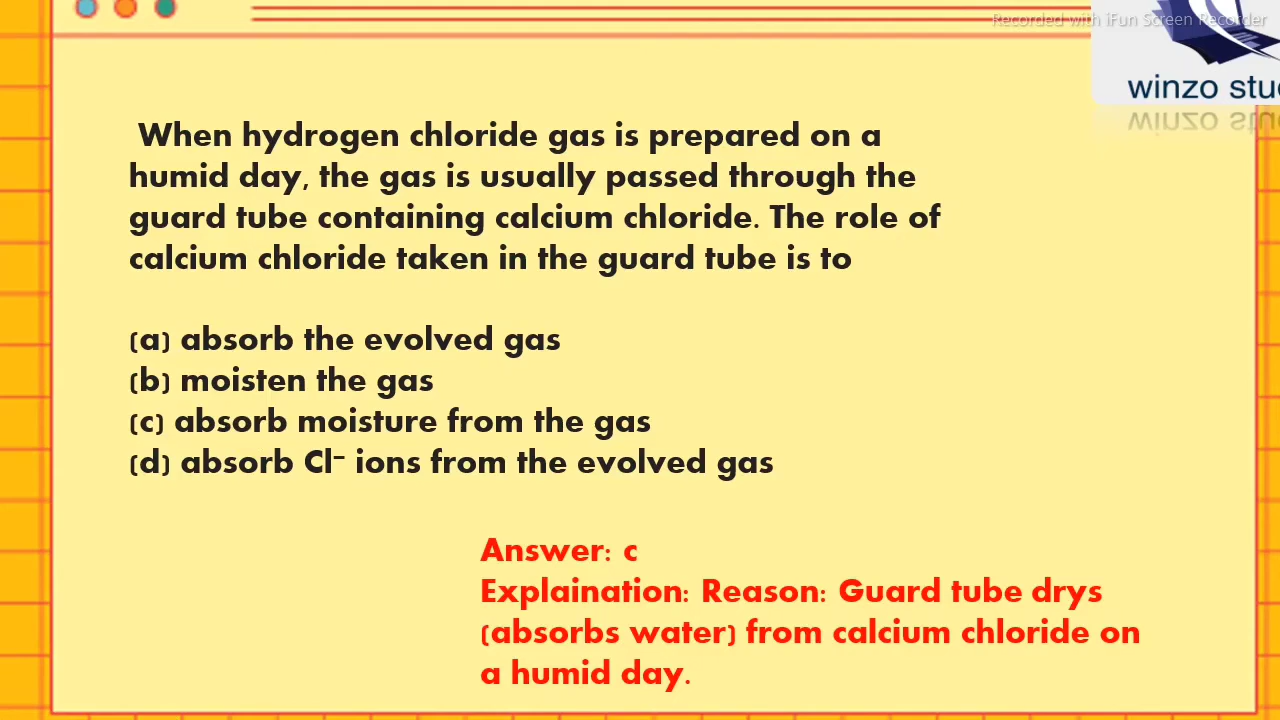 Recorded with iFun Screen Recorder
winzo stu
When hydrogen chloride gas is prepared on a
humid day, the gas is usually passed through the
guard tube containing calcium chloride. The role of
calcium chloride taken in the guard tube is to
(a) absorb the evolved gas
(b) moisten the gas
(c) absorb moisture from the gas
(d) absorb Cl⁻ ions from the evolved gas
Answer: c
Explaination: Reason: Guard tube drys
(absorbs water) from calcium chloride on
a humid day.